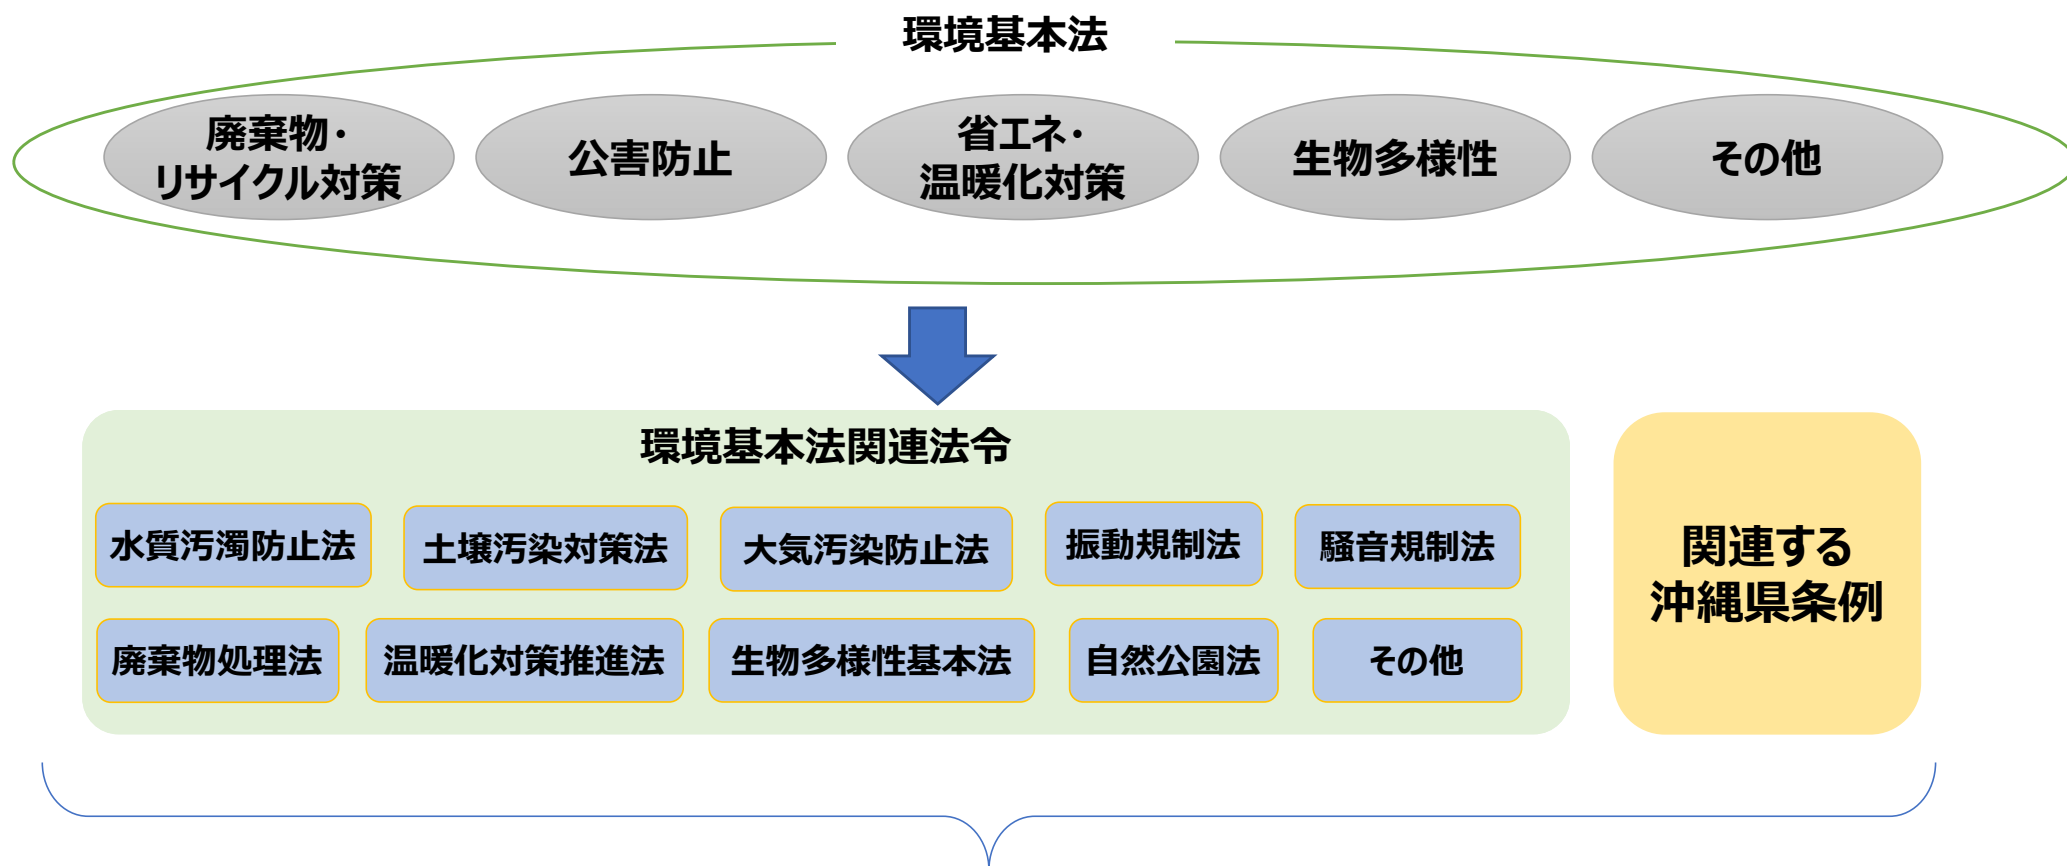 環境基本法
廃棄物・
リサイクル対策
公害防止
省エネ・
温暖化対策
生物多様性
その他
環境基本法関連法令
水質汚濁防止法
土壌汚染対策法
大気汚染防止法
振動規制法
騒音規制法
廃棄物処理法
温暖化対策推進法
生物多様性基本法
自然公園法
その他
関連する
沖縄県条例